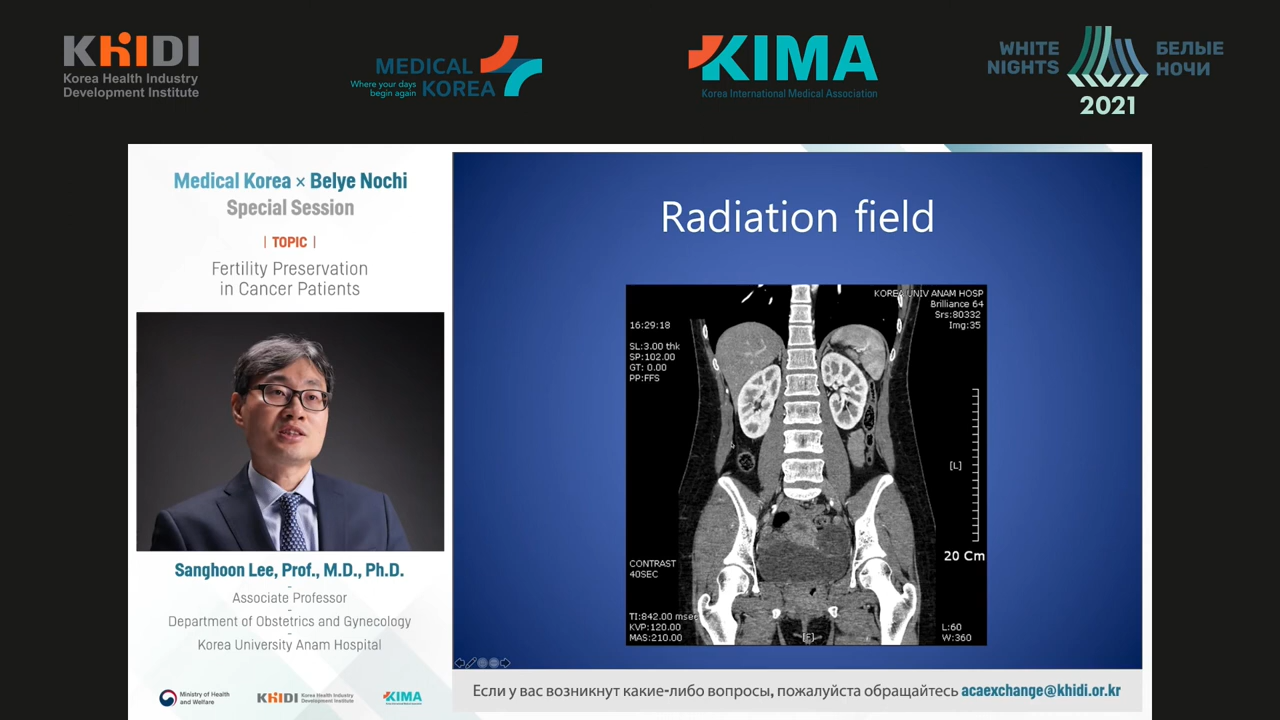 KHIDI
Korea Health Industry
Development Institute
MEDICAL
KOREA
Where your days
begin again
KIMA
Korea International Medical Association
WHITE
NIGHTS
БЕЛЫЕ
НОЧИ
2021
Medical Korea × Belye Nochi
Special Session
| TOPIC |
Fertility Preservation
in Cancer Patients
Sanghoon Lee, Prof., M.D., Ph.D.
-
Associate Professor
-
Department of Obstetrics and Gynecology
-
Korea University Anam Hospital
Ministry of Health
and Welfare
KHIDI
Korea Health Industry
Development Institute
KIMA
Radiation field
KOREA UNIV ANAM HOSP
Brilliance 64
Srs:80332
Img:35
16:29:18
SL:3.00 thk
SP:102.00
GT: 0.00
PP:FFS
[L]
20 Cm
CONTRAST
40SEC
TI:842.00 msec
KVP:120.00
MAS:210.00
[F]
L:60
W:360
Если у вас возникнут какие-либо вопросы, пожалуйста обращайтесь acaexchange@khidi.or.kr